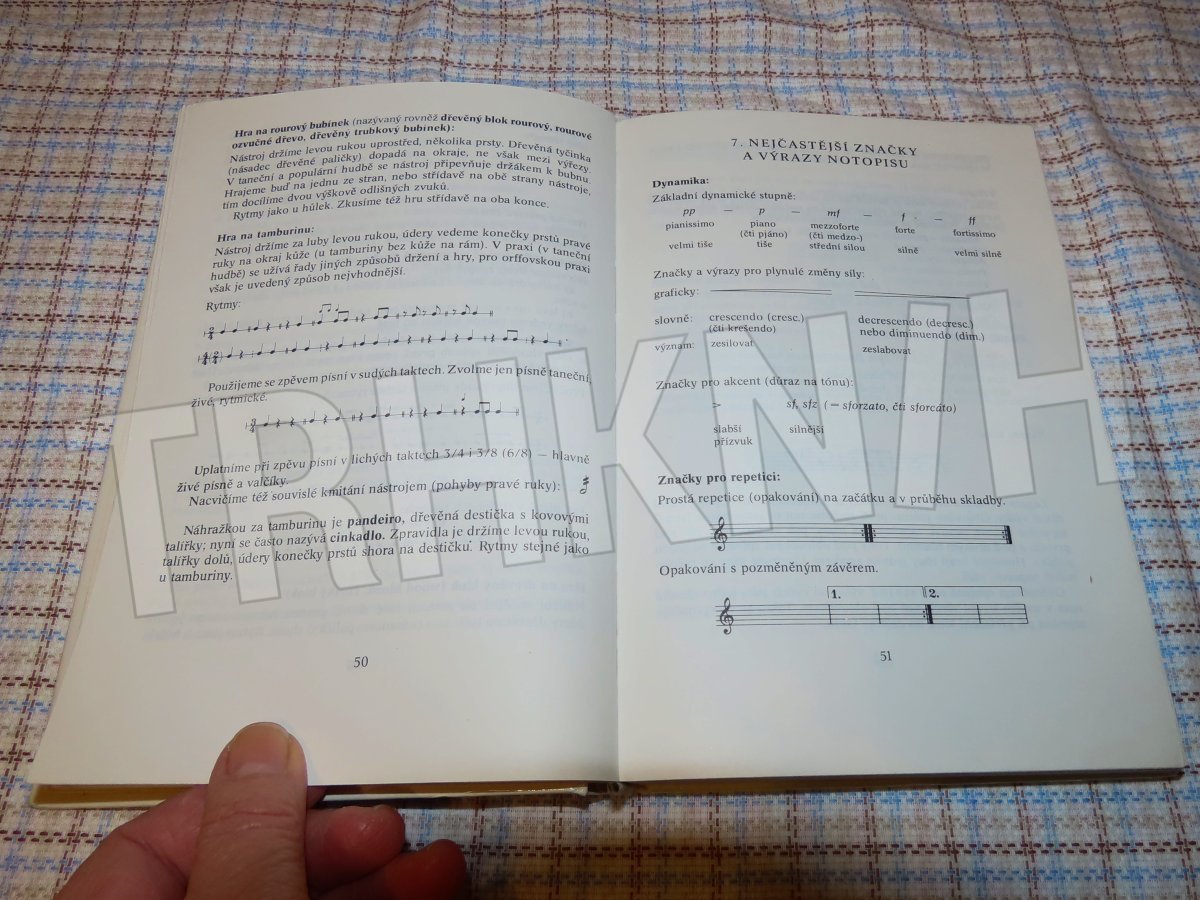 Hra na rourový bubínek (nazývaný rovněž dřevěný blok rourový, rourové
ozvučné dřevo, dřevěny trubkový bubínek):
Nástroj držíme levou rukou uprostřed, několika prsty. Dřevěná tyčinka
(násadec dřevěné paličky) dopadá na okraje, ne však mezi výřezy.
V taneční a populární hudbě se nástroj připevňuje držákem k bubnu.
Hrajeme buď na jednu ze stran, nebo střídavě na obě strany nástroje,
tím docílíme dvou výškově odlišných zvuků.
Rytmy jako u hůlek. Zkusíme též hru střídavě na oba konce.
Hra na tamburinu:
Nástroj držíme za luby levou rukou, údery vedeme konečky prstů pravé
ruky na okraj kůže (u tamburiny bez kůže na rám). V praxi (v taneční
hudbě) se užívá řady jiných způsobů držení a hry, pro orffovskou praxi
však je uvedený způsob nejvhodnější.
Rytmy:
Použijeme se zpěvem písní v sudých taktech. Zvolme jen písně taneční,
živé, rytmické.
Uplatníme při zpěvu písní v lichých taktech 3/4 i 3/8 (6/8) — hlavně
živé písně a valčíky.
Nacvičíme též souvislé kmitání nástrojem (pohyby pravé ruky):
Náhražkou za tamburinu je pandeiro, dřevěná destička s kovovými
talířky; nyní se často nazývá cinkadlo. Zpravidla je držíme levou rukou,
talířky dolů, údery konečky prstů shora na destičku. Rytmy stejné jako
u tamburiny.
50
7. NEJČASTĚJŠÍ ZNAČKY
A VÝRAZY NOTOPISU
Dynamika:
Základní dynamické stupně:
pp — p — mf — f — ff
pianissimo piano mezzoforte forte fortissimo
(čti pjáno) (čti medzo-)
velmi tiše tiše střední silou silně velmi silně
Značky a výrazy pro plynulé změny síly:
graficky:
slovně: crescendo (cresc.) decrescendo (decresc.)
(čti krešendo) nebo diminuendo (dim.)
význam: zesilovat zeslabovat
Značky pro akcent (důraz na tónu):
> sf, sfz (= sforzato, čti sforcáto)
slabší silnější
přízvuk
Značky pro repetici:
Prostá repetice (opakování) na začátku a v průběhu skladby.
Opakování s pozměněným závěrem.
1. 2.
51
TRHKNIH